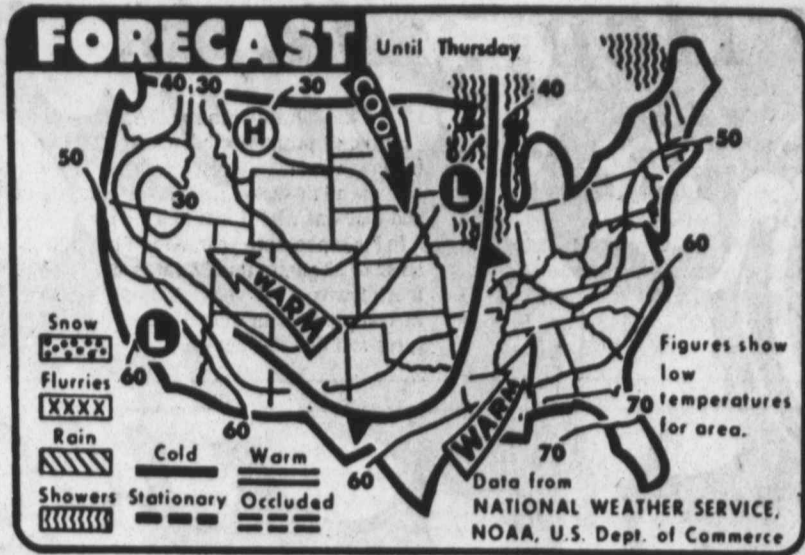 FORECAST
Until Thursday
40 30 30 40
H
COOL
50
50
30
L
WARM
60
L
60
60
WARM
60
70
70
Snow
Flurries
XXXX
Rain
Showers
Cold
Warm
Stationary
Occluded
Figures show
low
temperatures
for area.
Data from
NATIONAL WEATHER SERVICE,
NOAA, U.S. Dept. of Commerce